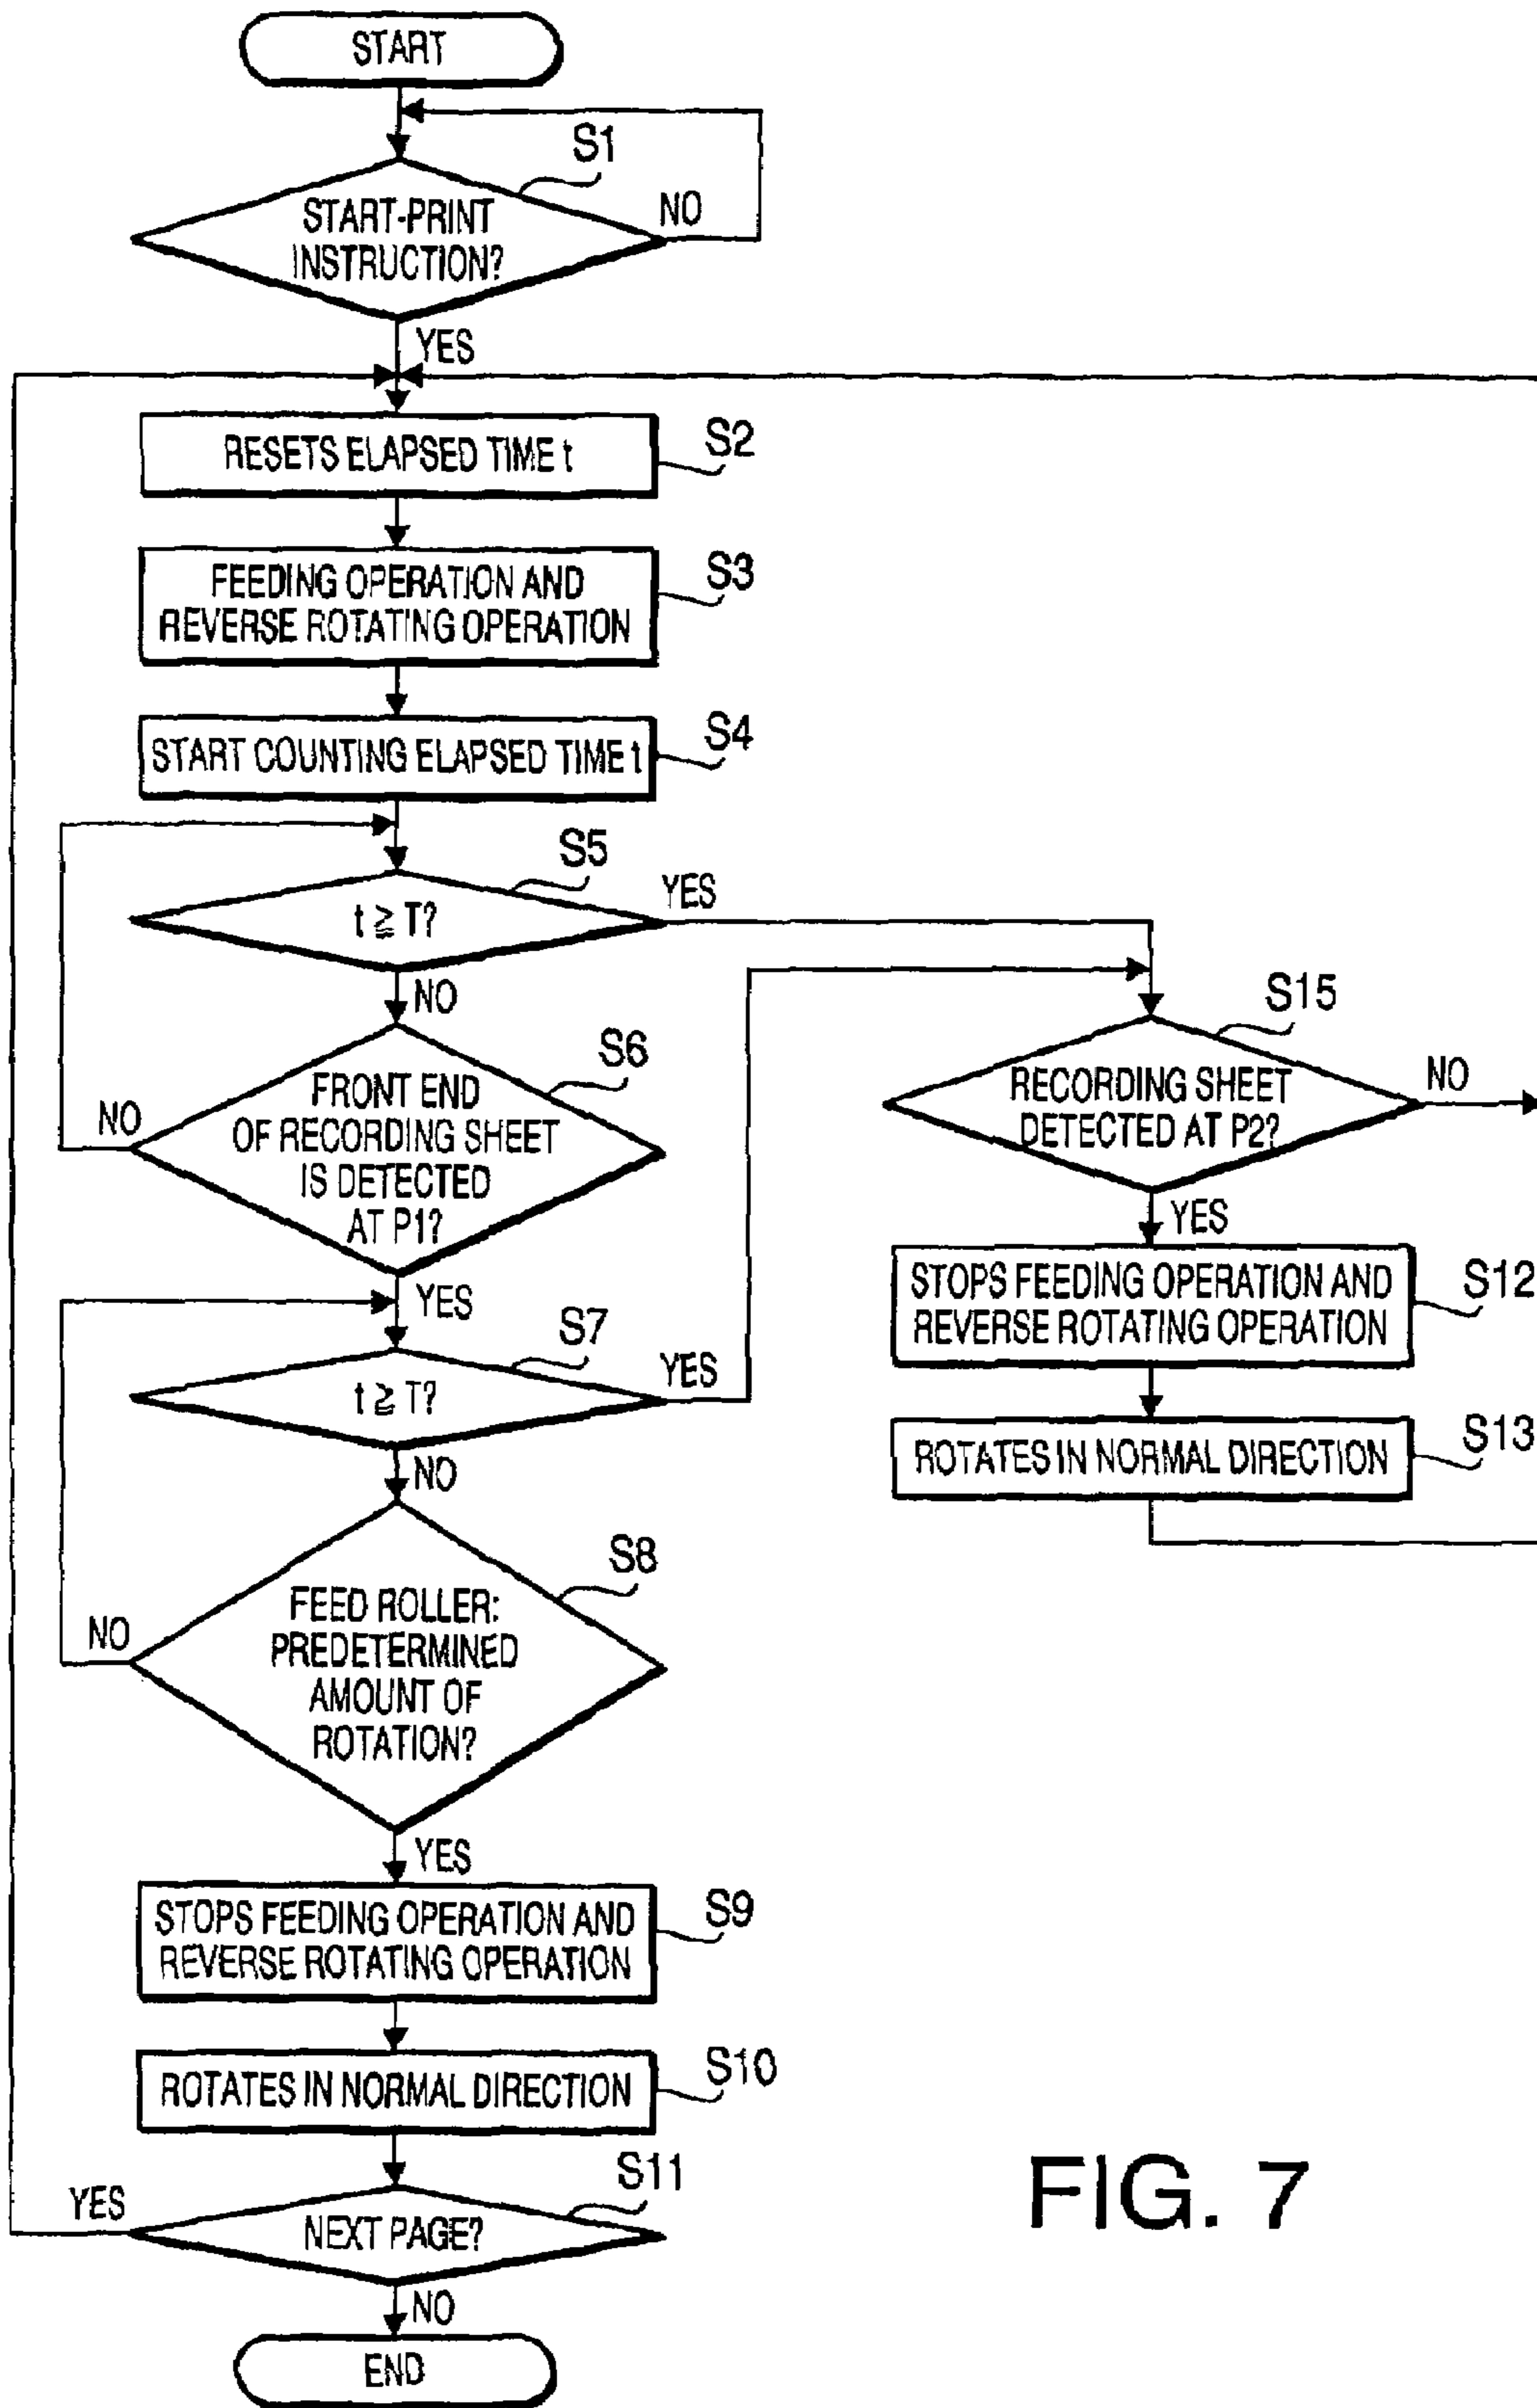 START
S1
START-PRINT
INSTRUCTION?
NO
YES
RESETS ELAPSED TIME t
S2
FEEDING OPERATION AND
REVERSE ROTATING OPERATION
S3
START COUNTING ELAPSED TIME t
S4
S5
t ≧ T?
YES
NO
S6
FRONT END
OF RECORDING SHEET
IS DETECTED
AT P1?
NO
YES
S7
t ≧ T?
YES
NO
S8
FEED ROLLER:
PREDETERMINED
AMOUNT OF
ROTATION?
NO
YES
STOPS FEEDING OPERATION AND
REVERSE ROTATING OPERATION
S9
ROTATES IN NORMAL DIRECTION
S10
S11
NEXT PAGE?
YES
NO
END
S15
RECORDING SHEET
DETECTED AT P2?
NO
YES
STOPS FEEDING OPERATION AND
REVERSE ROTATING OPERATION
S12
ROTATES IN NORMAL DIRECTION
S13
FIG. 7